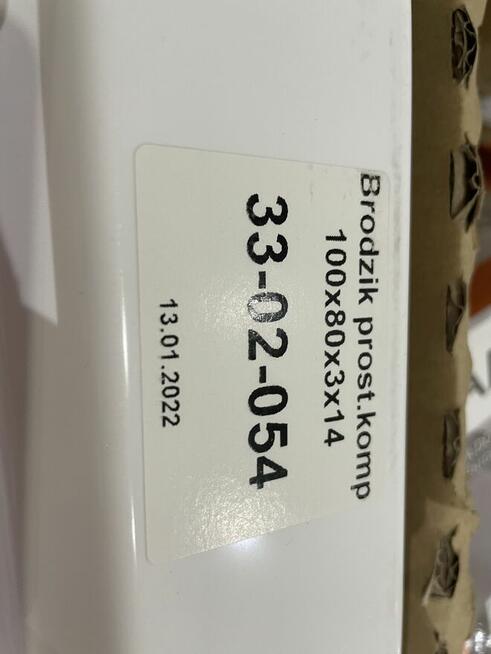 Brodzik prost.komp
100x80x3x14
33-02-054
13.01.2022